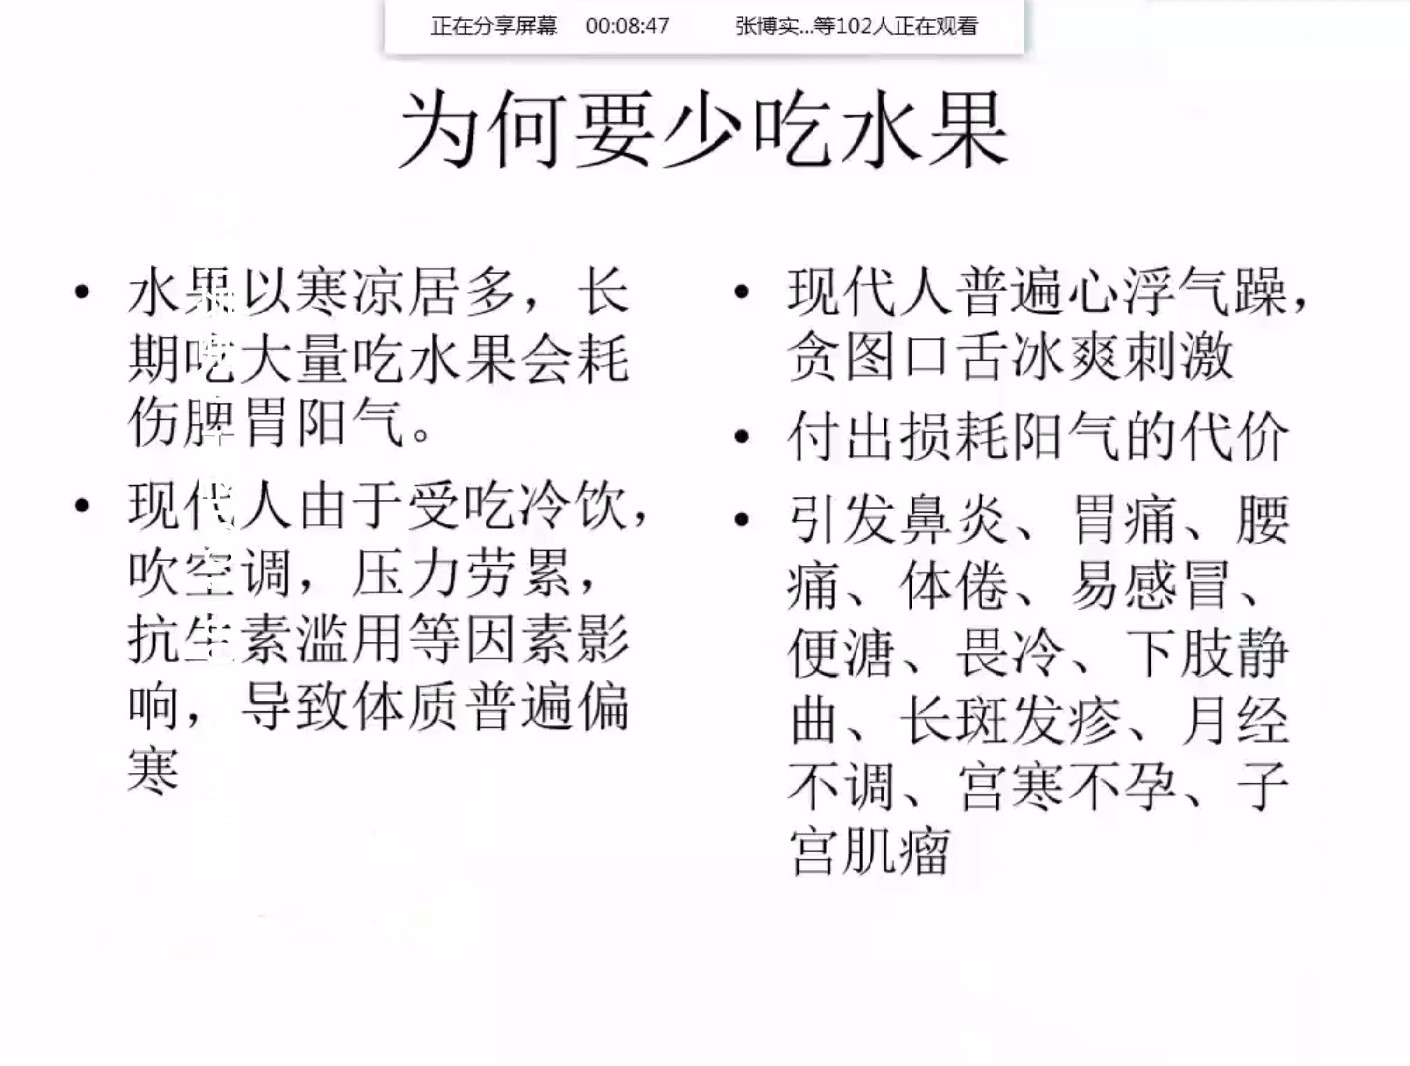 正在分享屏幕 00:08:47 张博实...等102人正在观看
为何要少吃水果
• 水果以寒凉居多，长
期吃大量吃水果会耗
伤脾胃阳气。
• 现代人由于受吃冷饮，
吹空调，压力劳累，
抗生素滥用等因素影
响，导致体质普遍偏
寒
• 现代人普遍心浮气躁，
贪图口舌冰爽刺激
• 付出损耗阳气的代价
• 引发鼻炎、胃痛、腰
痛、体倦、易感冒、
便溏、畏冷、下肢静
曲、长斑发疹、月经
不调、宫寒不孕、子
宫肌瘤